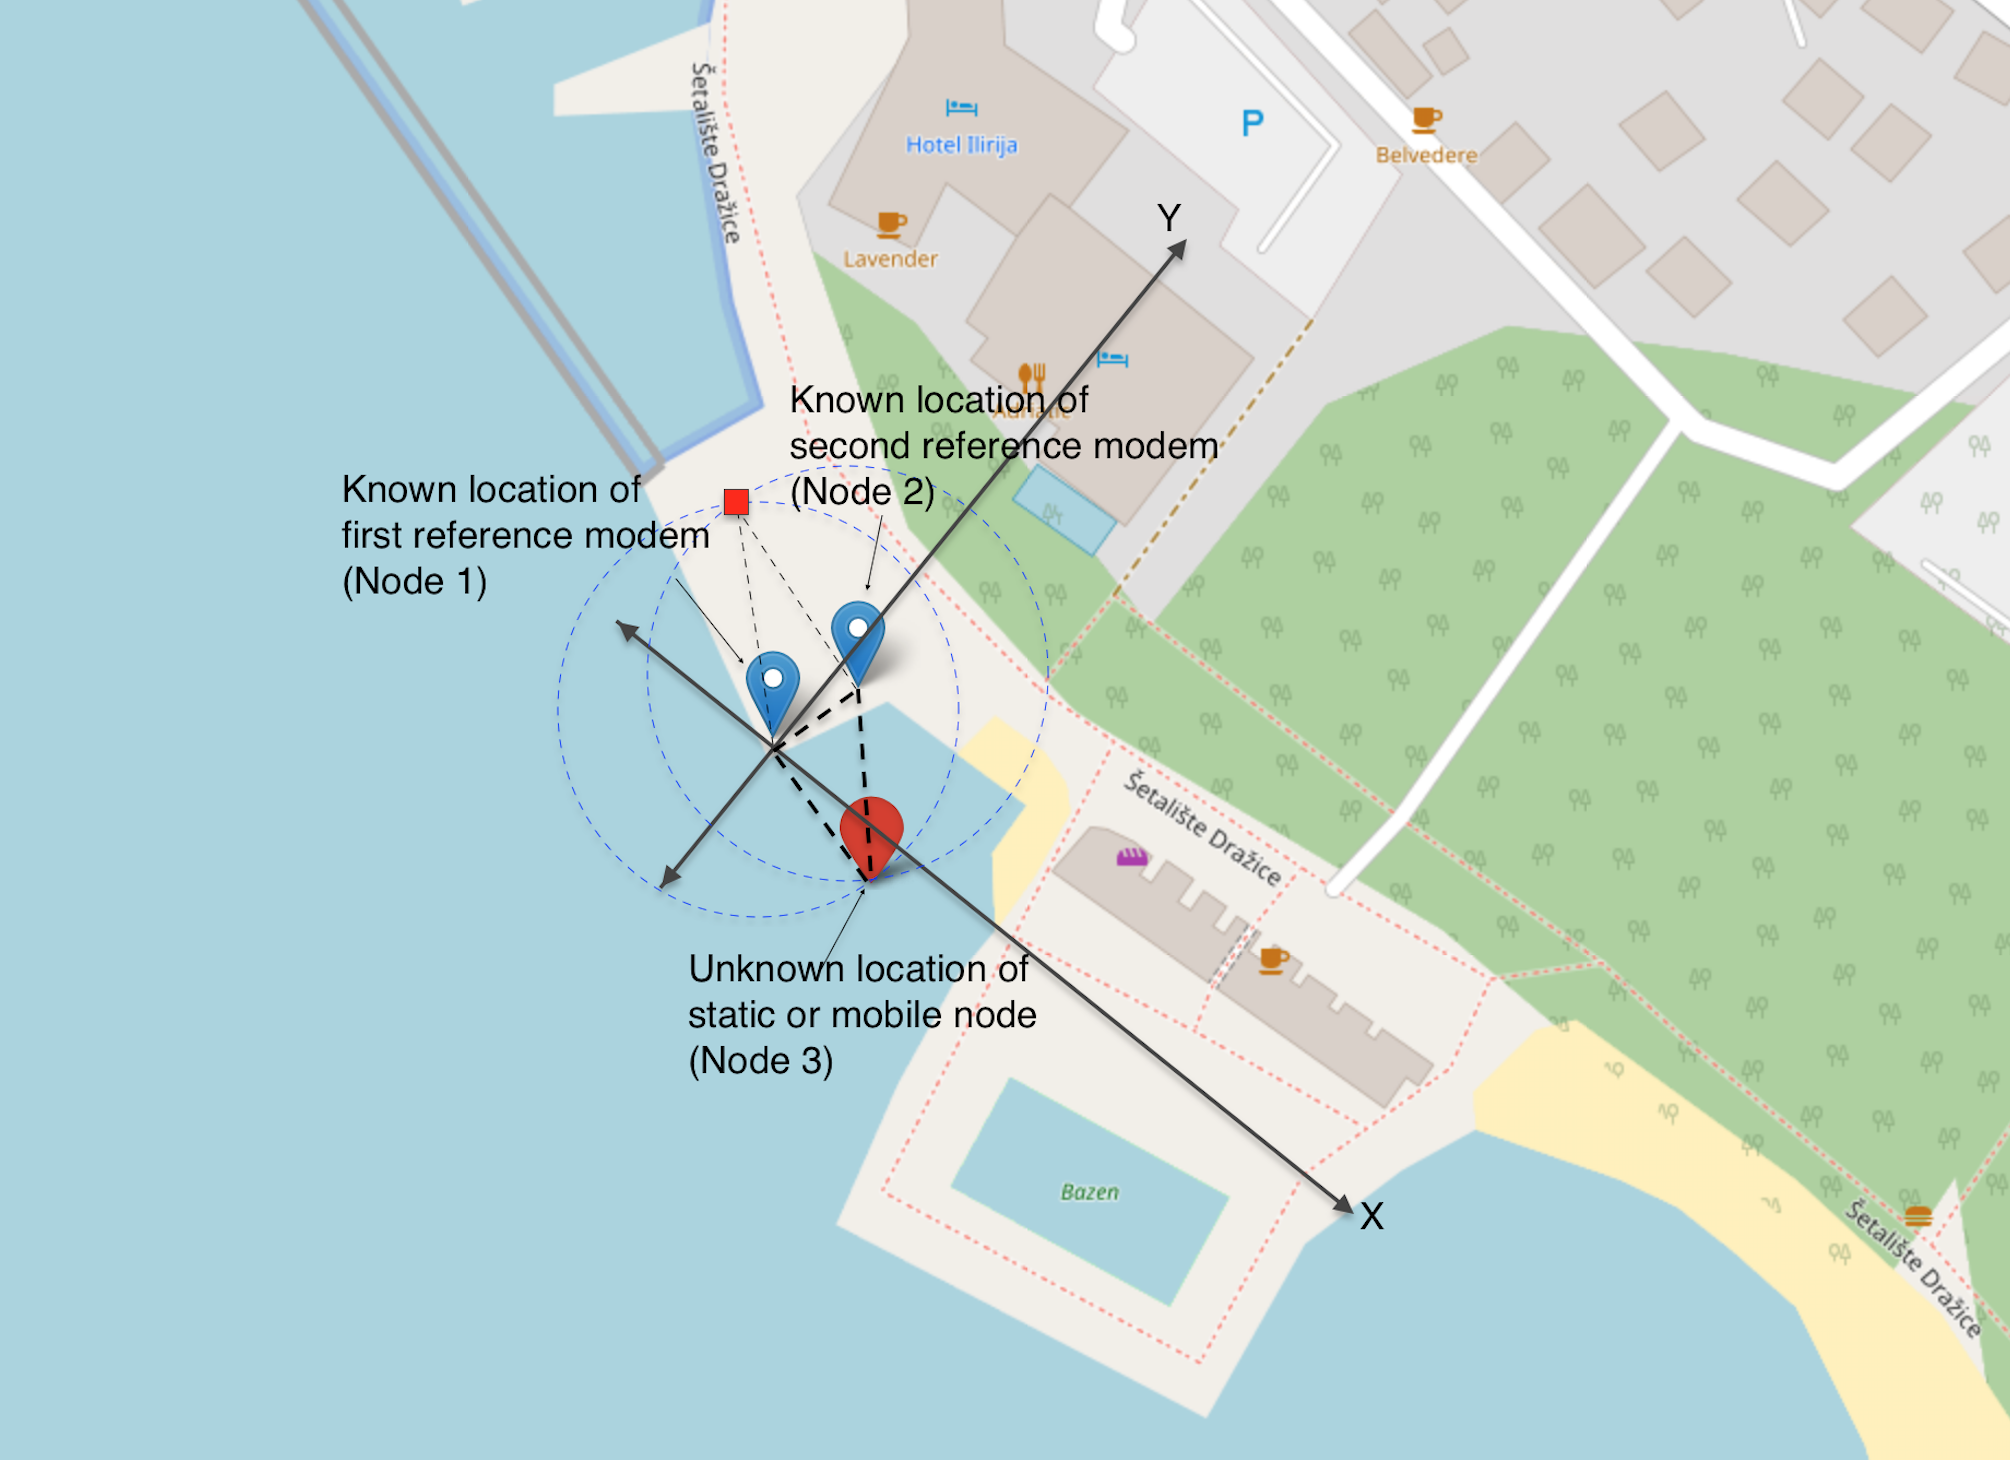 Šetalište Dražice
Hotel Ilirija
P
Belvedere
Lavender
Y
Adriatic
Known location of
second reference modem
(Node 2)
Known location of
first reference modem
(Node 1)
Šetalište Dražice
Unknown location of
static or mobile node
(Node 3)
Bazen
X
Šetalište Dražice